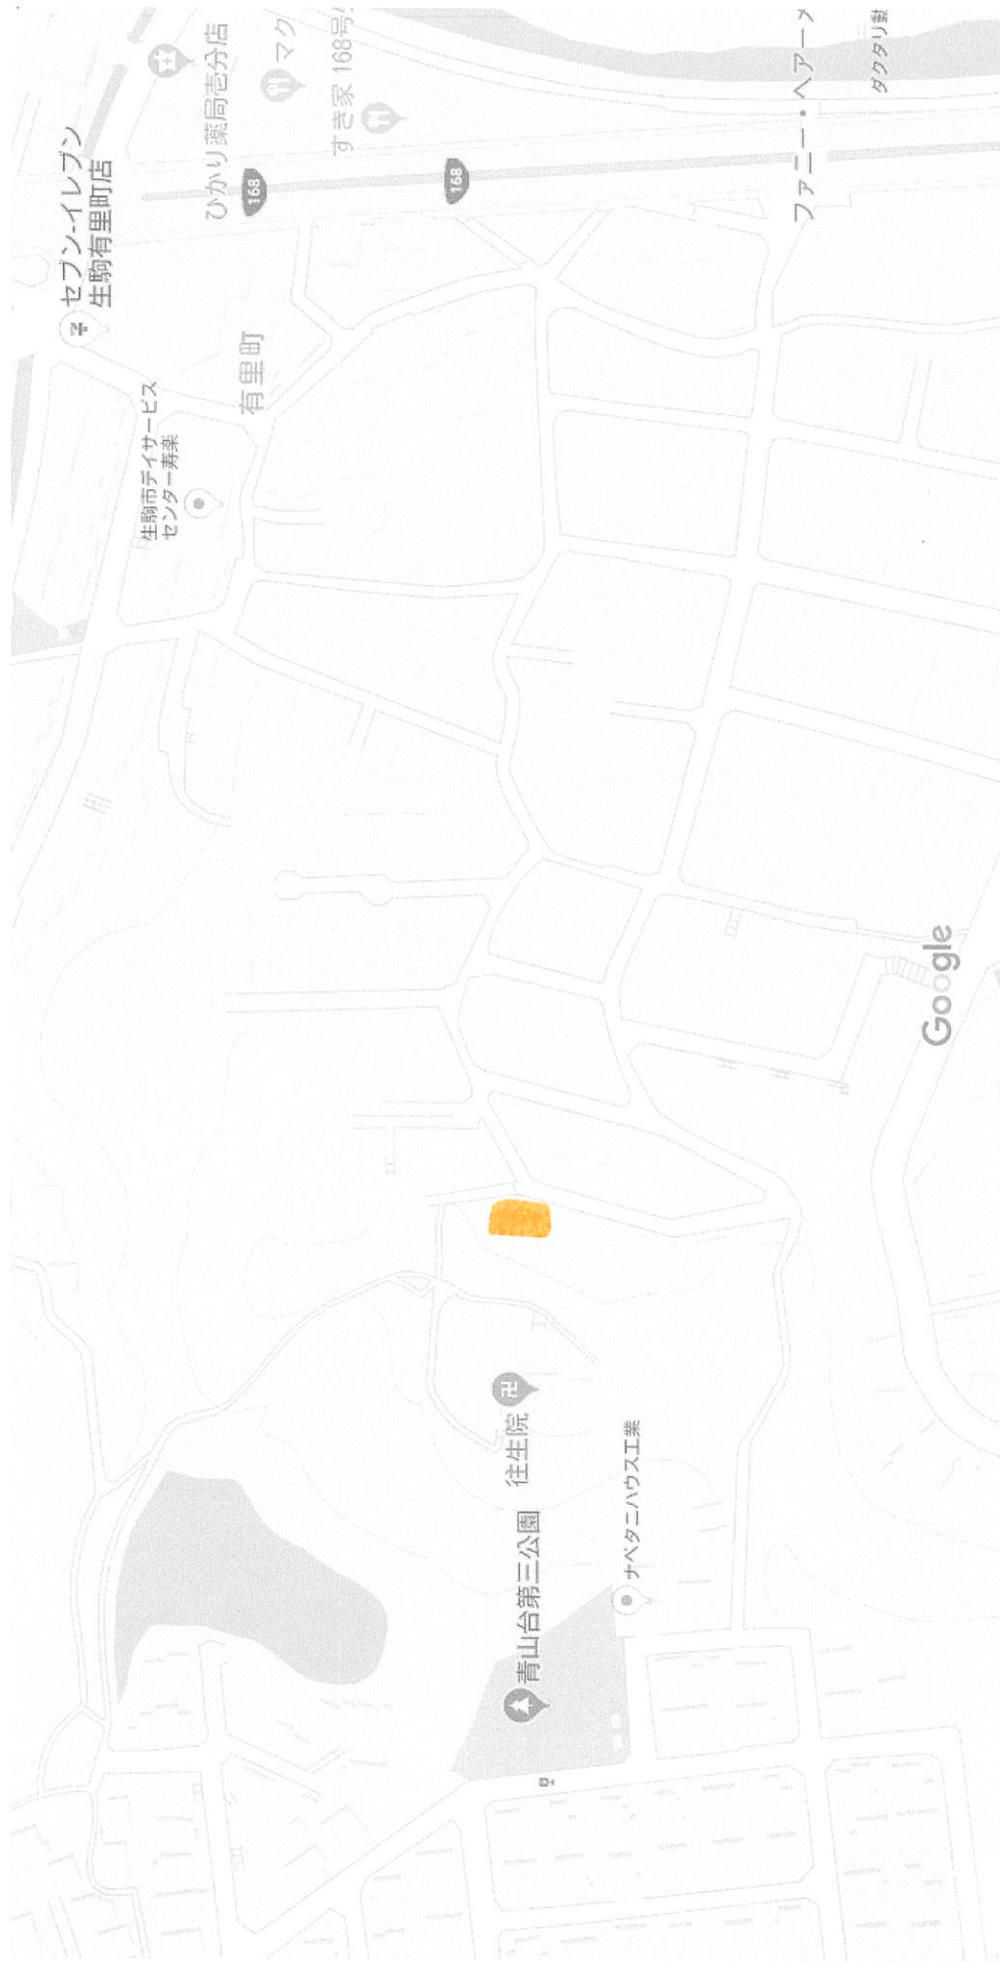 セブン-イレブン
生駒有里町店
ひかり薬局壱分店
マク
すき家 168号
168
168
ファニー・ヘアーメ
ダクタリ動
有里町
生駒市デイサービス
センター寿楽
往生院
卍
青山台第三公園
ナベタニハウス工業
Google